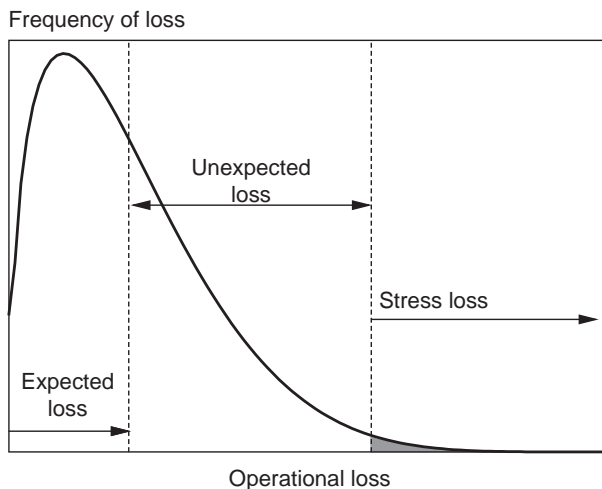 Frequency of loss
Unexpected
loss
Stress loss
Expected
loss
Operational loss